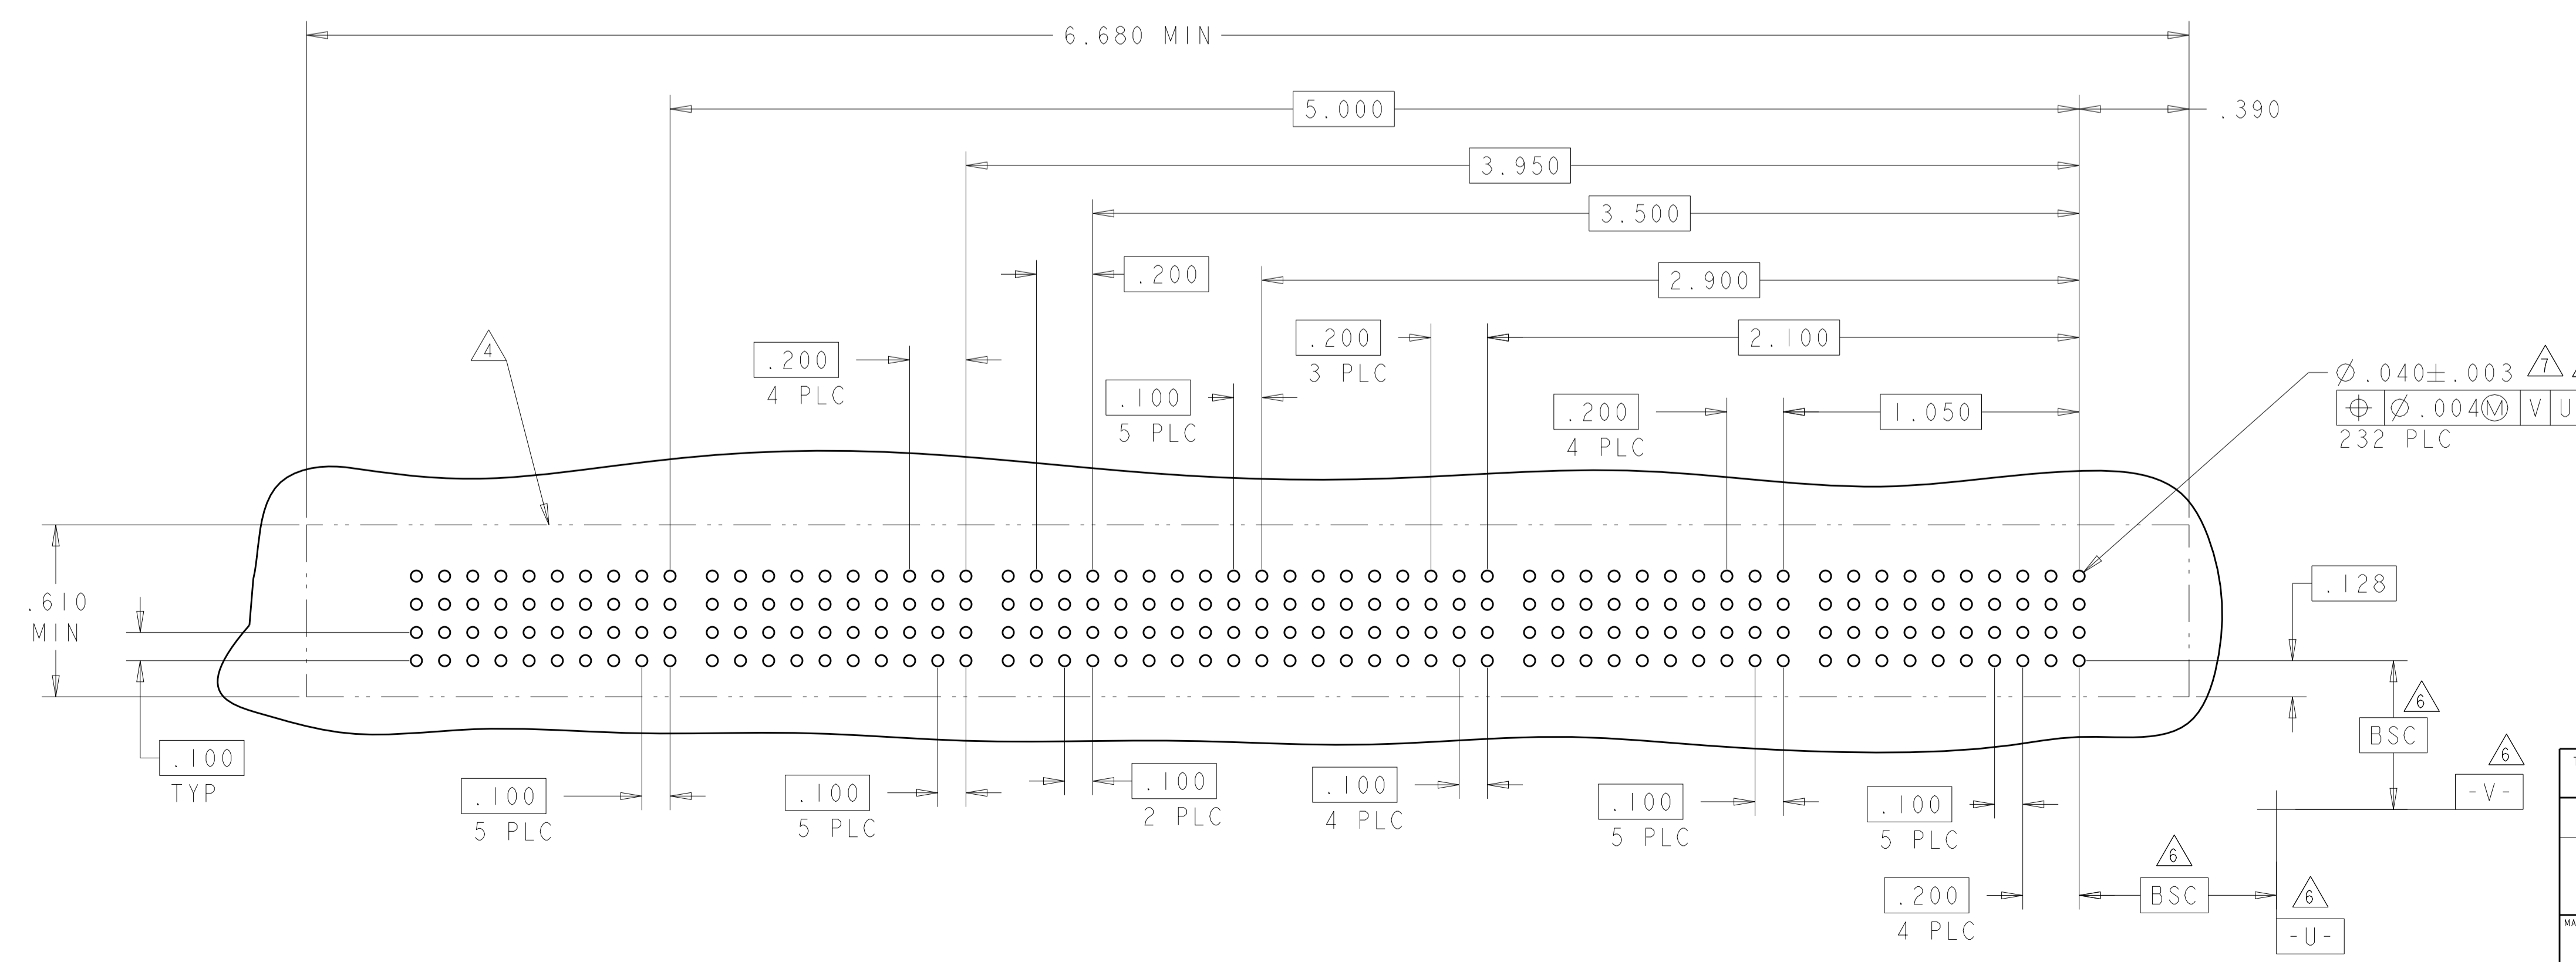 6.680 MIN
5.000
.390
3.950
3.500
.200
2.900
.200
3 PLC
2.100
4
.200
4 PLC
.100
5 PLC
.200
4 PLC
1.050
Ø.040±.003 7
⌖ Ø.004Ⓜ V U
232 PLC
.610
MIN
.128
.100
TYP
6
BSC
6
-V-
.100
5 PLC
.100
5 PLC
.100
2 PLC
.100
4 PLC
.100
5 PLC
.100
5 PLC
6
.200
4 PLC
BSC
6
-U-
MA